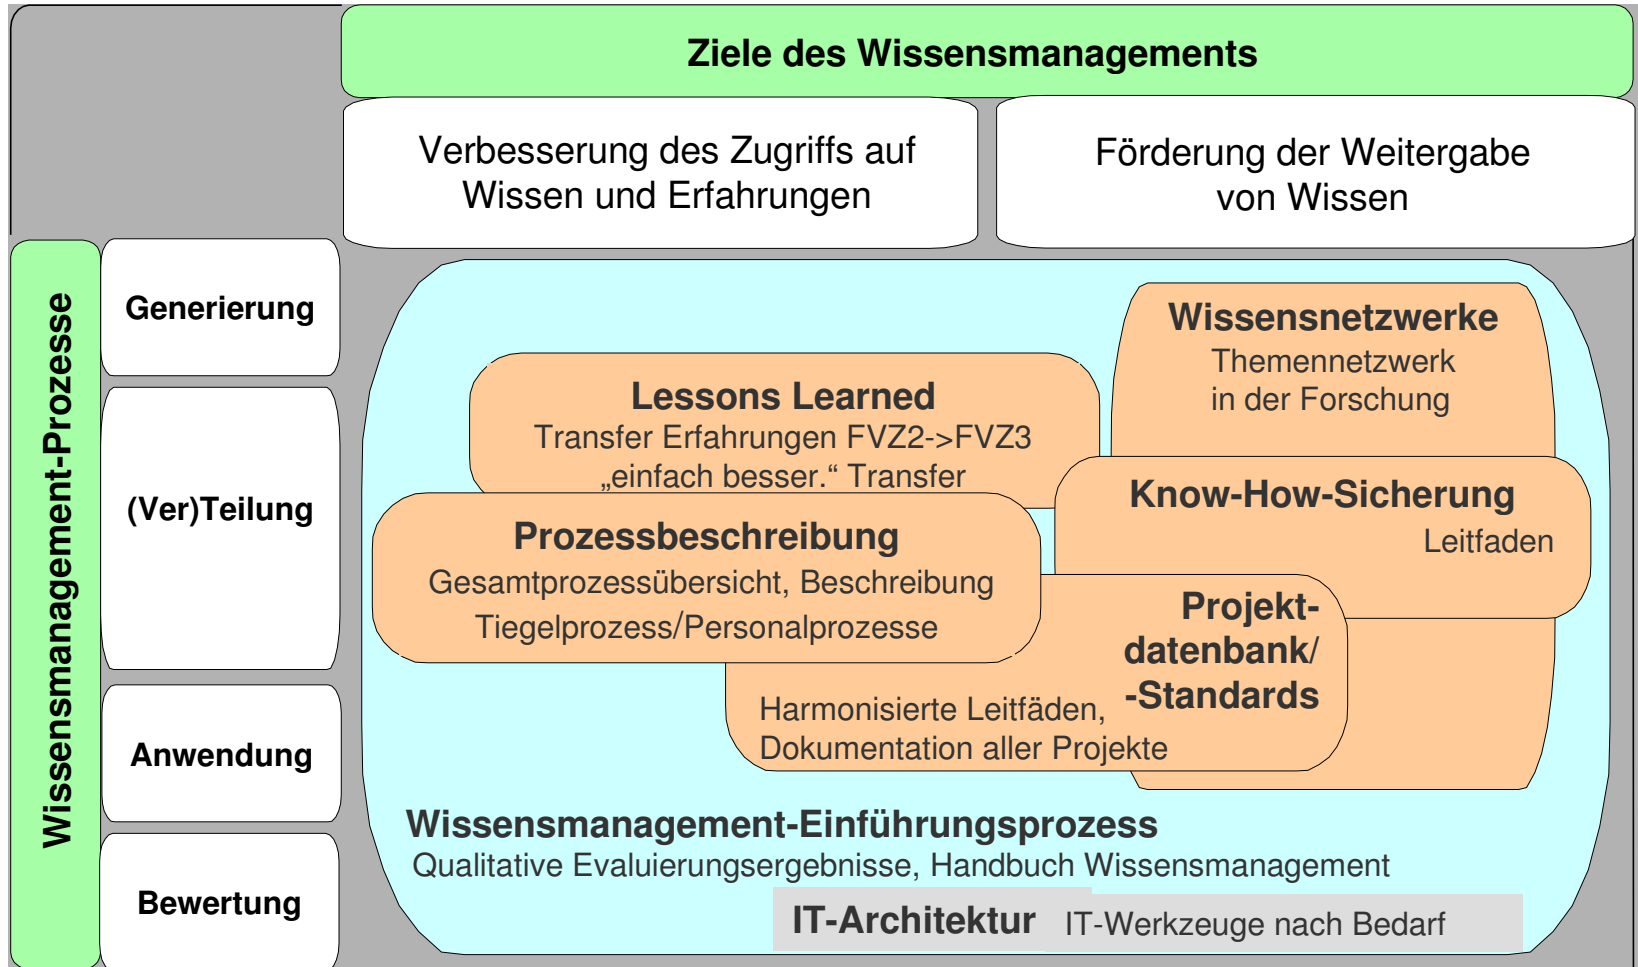 Ziele des Wissensmanagements
Verbesserung des Zugriffs auf
Wissen und Erfahrungen
Förderung der Weitergabe
von Wissen
Wissensmanagement-Prozesse
Generierung
(Ver)Teilung
Anwendung
Bewertung
Wissensnetzwerke
Themennetzwerk
in der Forschung
Lessons Learned
Transfer Erfahrungen FVZ2->FVZ3
„einfach besser.“ Transfer
Know-How-Sicherung
Leitfaden
Prozessbeschreibung
Gesamtprozessübersicht, Beschreibung
Tiegelprozess/Personalprozesse
Projekt-
datenbank/
-Standards
Harmonisierte Leitfäden,
Dokumentation aller Projekte
Wissensmanagement-Einführungsprozess
Qualitative Evaluierungsergebnisse, Handbuch Wissensmanagement
IT-Architektur IT-Werkzeuge nach Bedarf